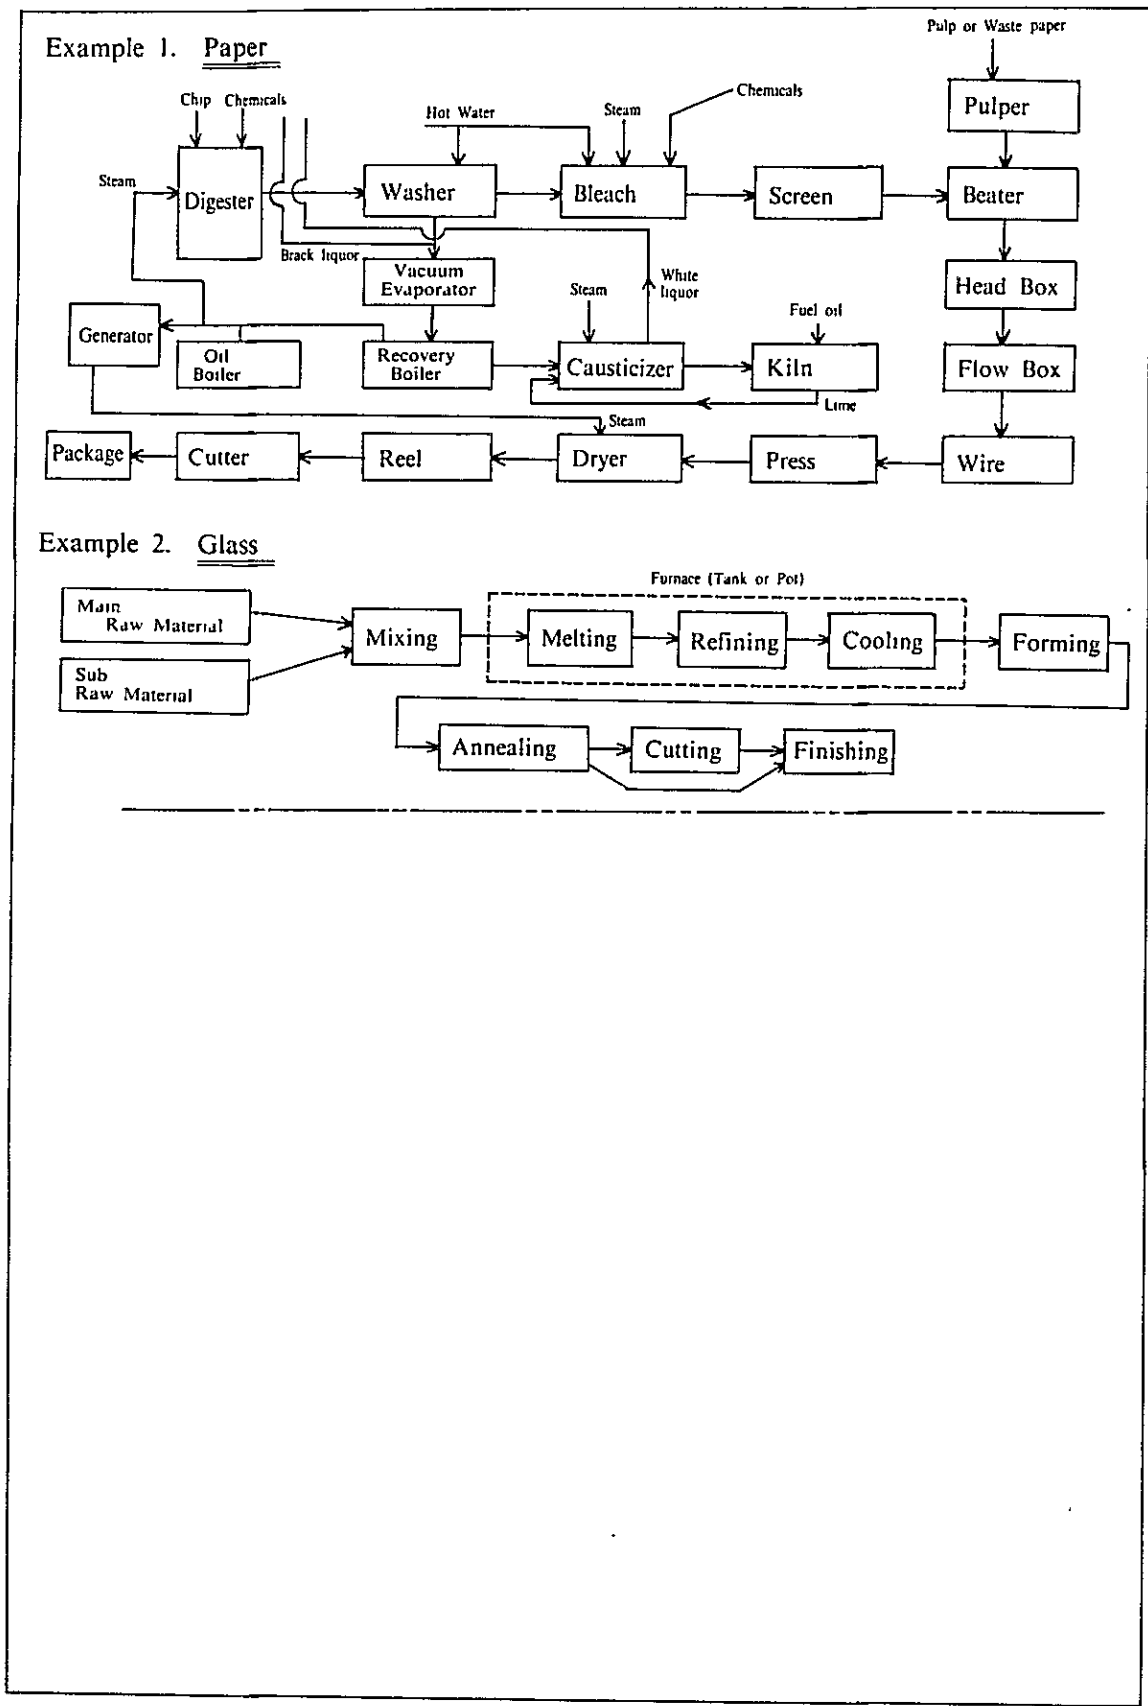 Example 1. Paper
Pulp or Waste paper
Chip Chemicals
Hot Water
Steam
Chemicals
Pulper
Steam
Digester
Washer
Bleach
Screen
Beater
Brack liquor
Vacuum
Evaporator
White
liquor
Steam
Fuel oil
Head Box
Generator
Oil
Boiler
Recovery
Boiler
Causticizer
Kiln
Flow Box
Lime
Steam
Package
Cutter
Reel
Dryer
Press
Wire
Example 2. Glass
Furnace (Tank or Pot)
Main
Raw Material
Mixing
Melting
Refining
Cooling
Forming
Sub
Raw Material
Annealing
Cutting
Finishing